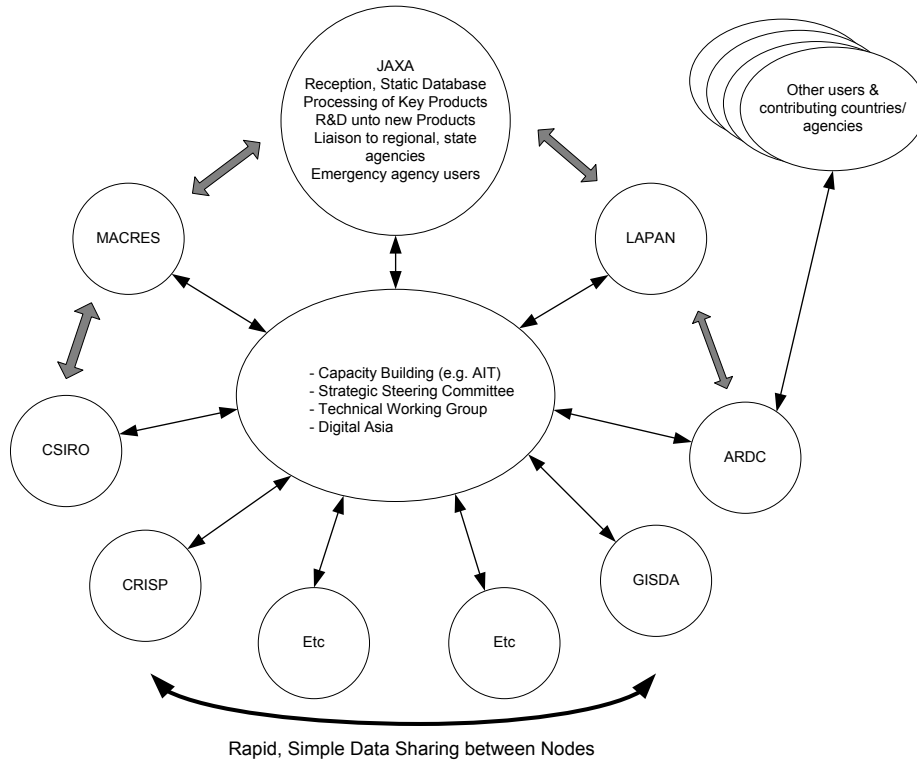 JAXA
Reception, Static Database
Processing of Key Products
R&D unto new Products
Liaison to regional, state
agencies
Emergency agency users
Other users &
contributing countries/
agencies
MACRES
LAPAN
- Capacity Building (e.g. AIT)
- Strategic Steering Committee
- Technical Working Group
- Digital Asia
CSIRO
ARDC
CRISP
GISDA
Etc
Etc
Rapid, Simple Data Sharing between Nodes